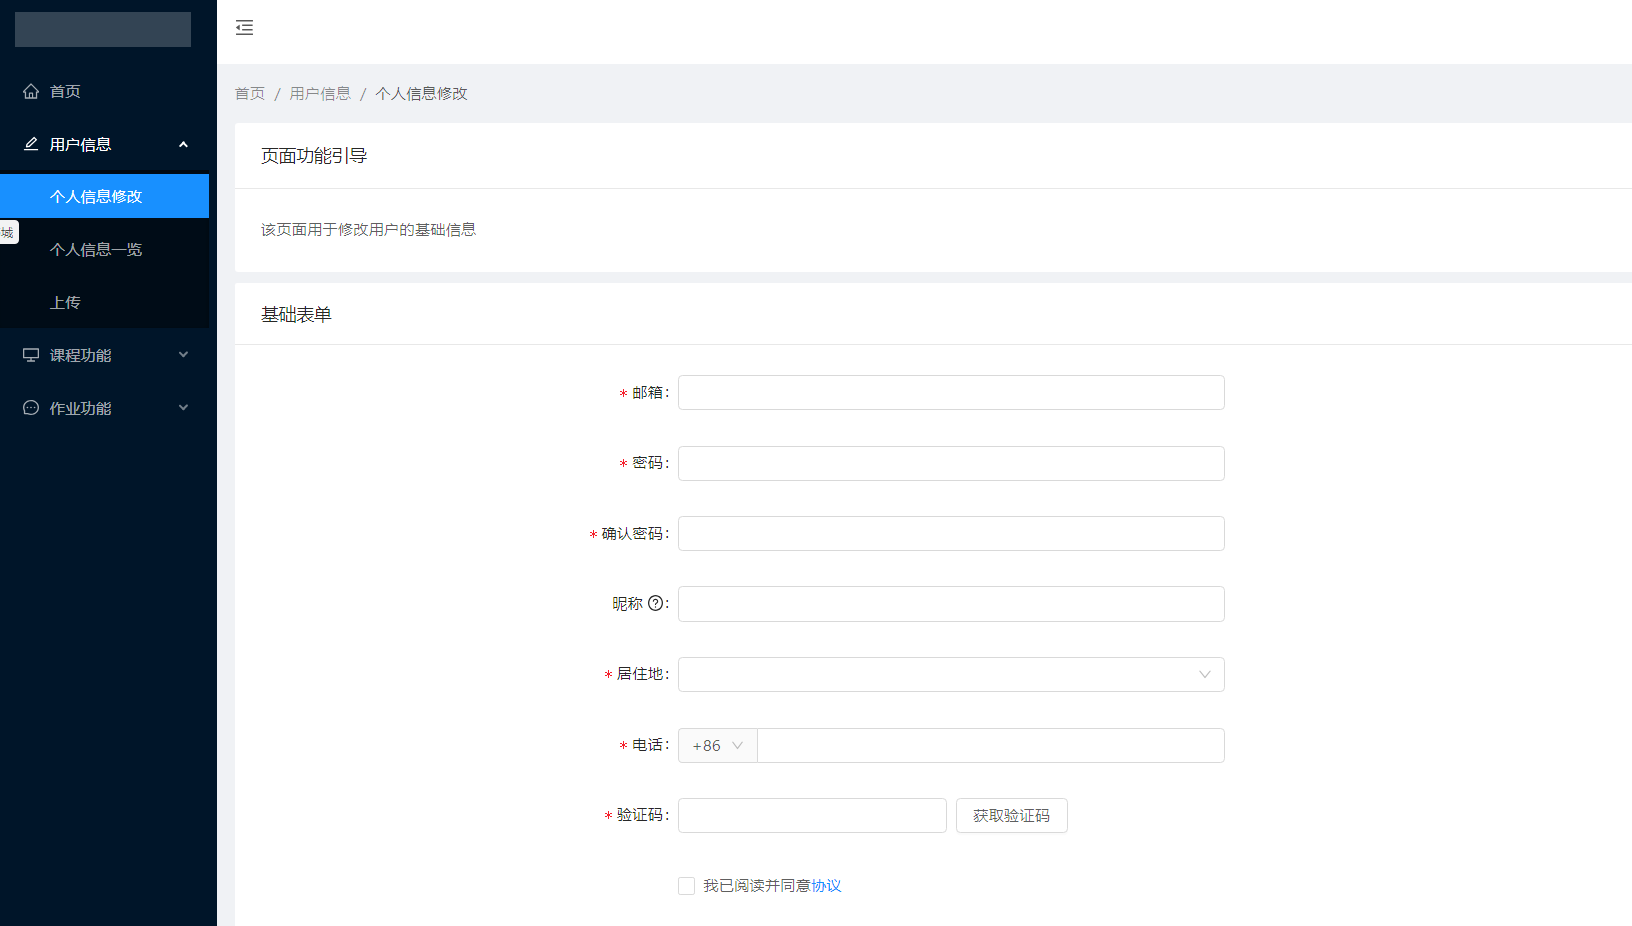 首页
用户信息
个人信息修改
域
个人信息一览
上传
课程功能
作业功能
首页 / 用户信息 / 个人信息修改
页面功能引导
该页面用于修改用户的基础信息
基础表单
* 邮箱:
* 密码:
* 确认密码:
昵称 ?:
* 居住地:
* 电话: +86
* 验证码: 获取验证码
我已阅读并同意协议